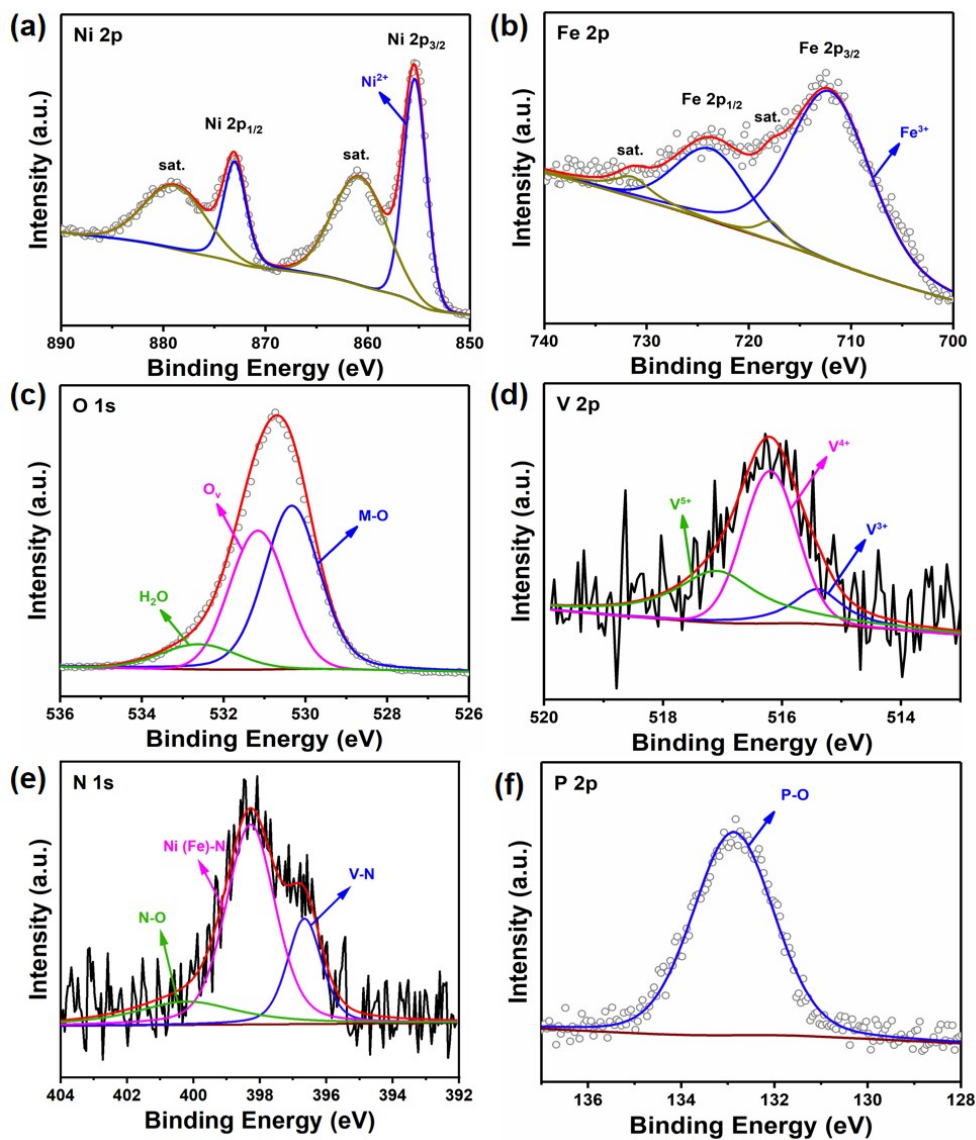 (a)
Ni 2p
Ni 2p3/2
Ni2+
Ni 2p1/2
sat.
sat.
Intensity (a.u.)
890 880 870 860 850
Binding Energy (eV)
(b)
Fe 2p
Fe 2p3/2
Fe 2p1/2
sat.
sat.
Fe3+
Intensity (a.u.)
740 730 720 710 700
Binding Energy (eV)
(c)
O 1s
Ov
M-O
H2O
Intensity (a.u.)
536 534 532 530 528 526
Binding Energy (eV)
(d)
V 2p
V4+
V5+
V3+
Intensity (a.u.)
520 518 516 514
Binding Energy (eV)
(e)
N 1s
Ni (Fe)-N
V-N
N-O
Intensity (a.u.)
404 402 400 398 396 394 392
Binding Energy (eV)
(f)
P 2p
P-O
Intensity (a.u.)
136 134 132 130 128
Binding Energy (eV)